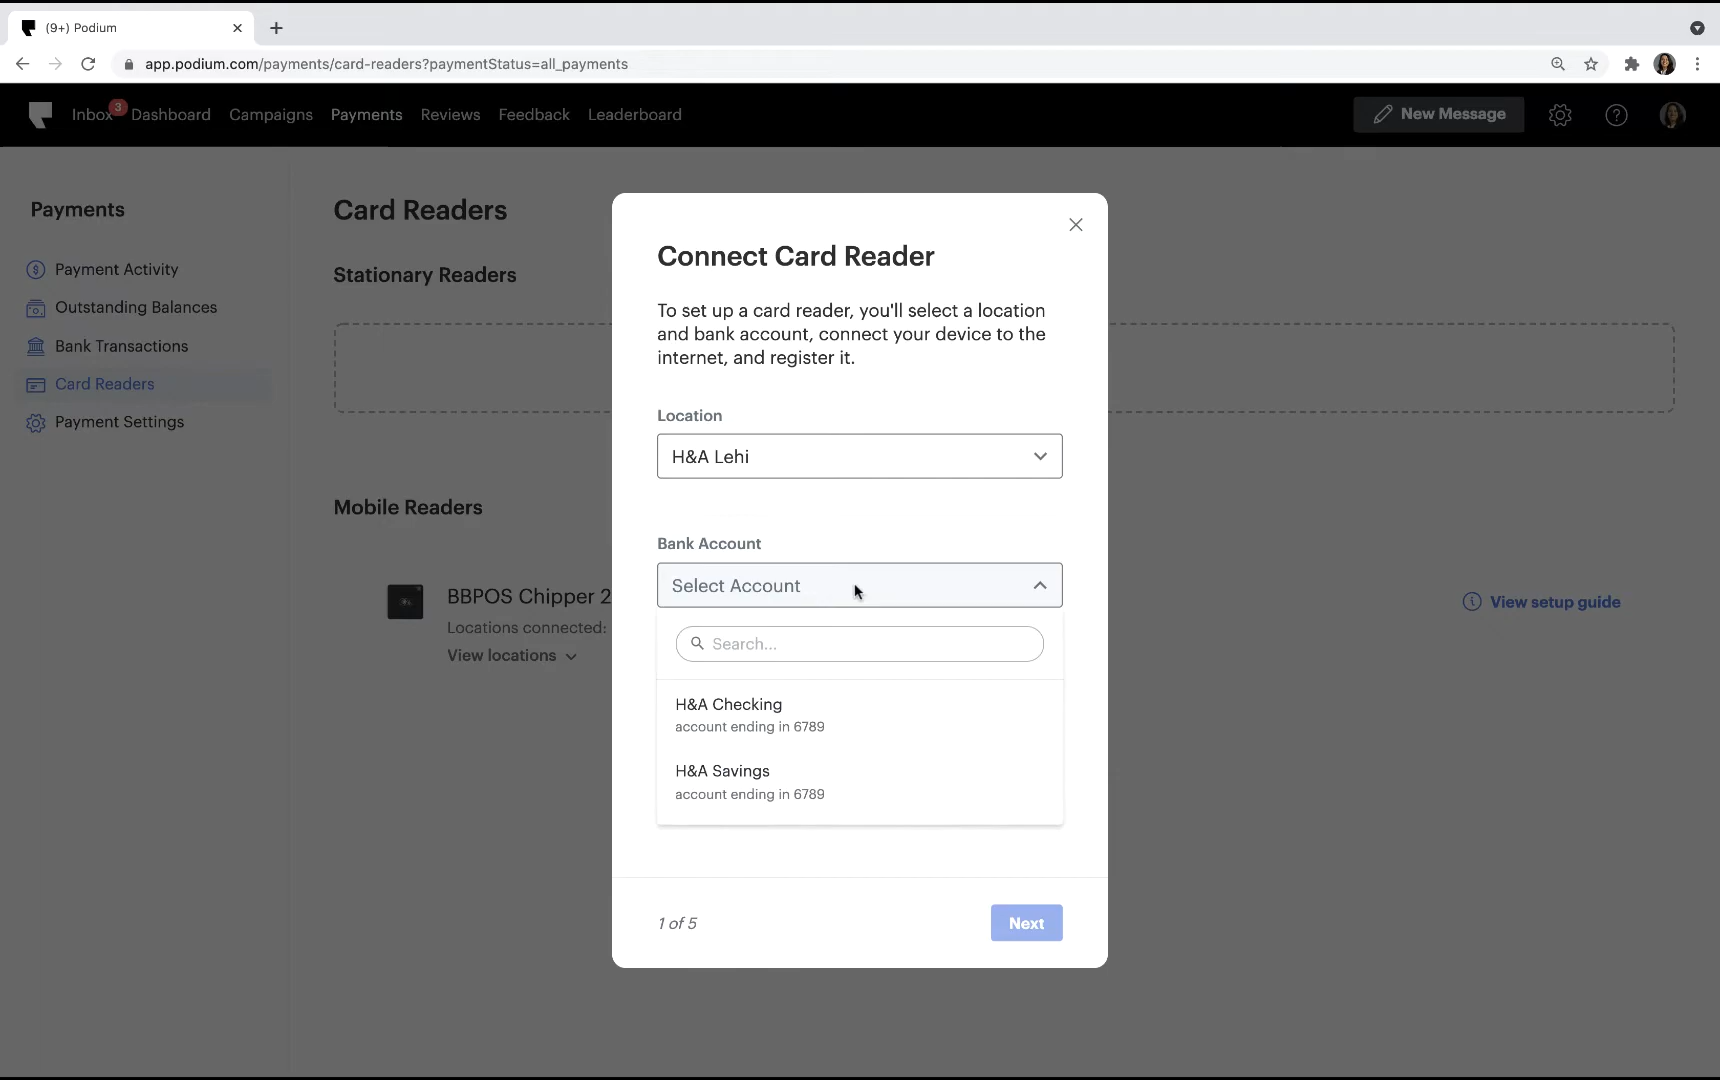 (9+) Podium
app.podium.com/payments/card-readers?paymentStatus=all_payments
Inbox 3 Dashboard Campaigns Payments Reviews Feedback Leaderboard New Message
Payments
Payment Activity
Outstanding Balances
Bank Transactions
Card Readers
Payment Settings
Card Readers
Stationary Readers
Mobile Readers
BBPOS Chipper 2
Locations connected:
View locations
View setup guide
Connect Card Reader
To set up a card reader, you'll select a location
and bank account, connect your device to the
internet, and register it.
Location
H&A Lehi
Bank Account
Select Account
Search...
H&A Checking
account ending in 6789
H&A Savings
account ending in 6789
1 of 5
Next